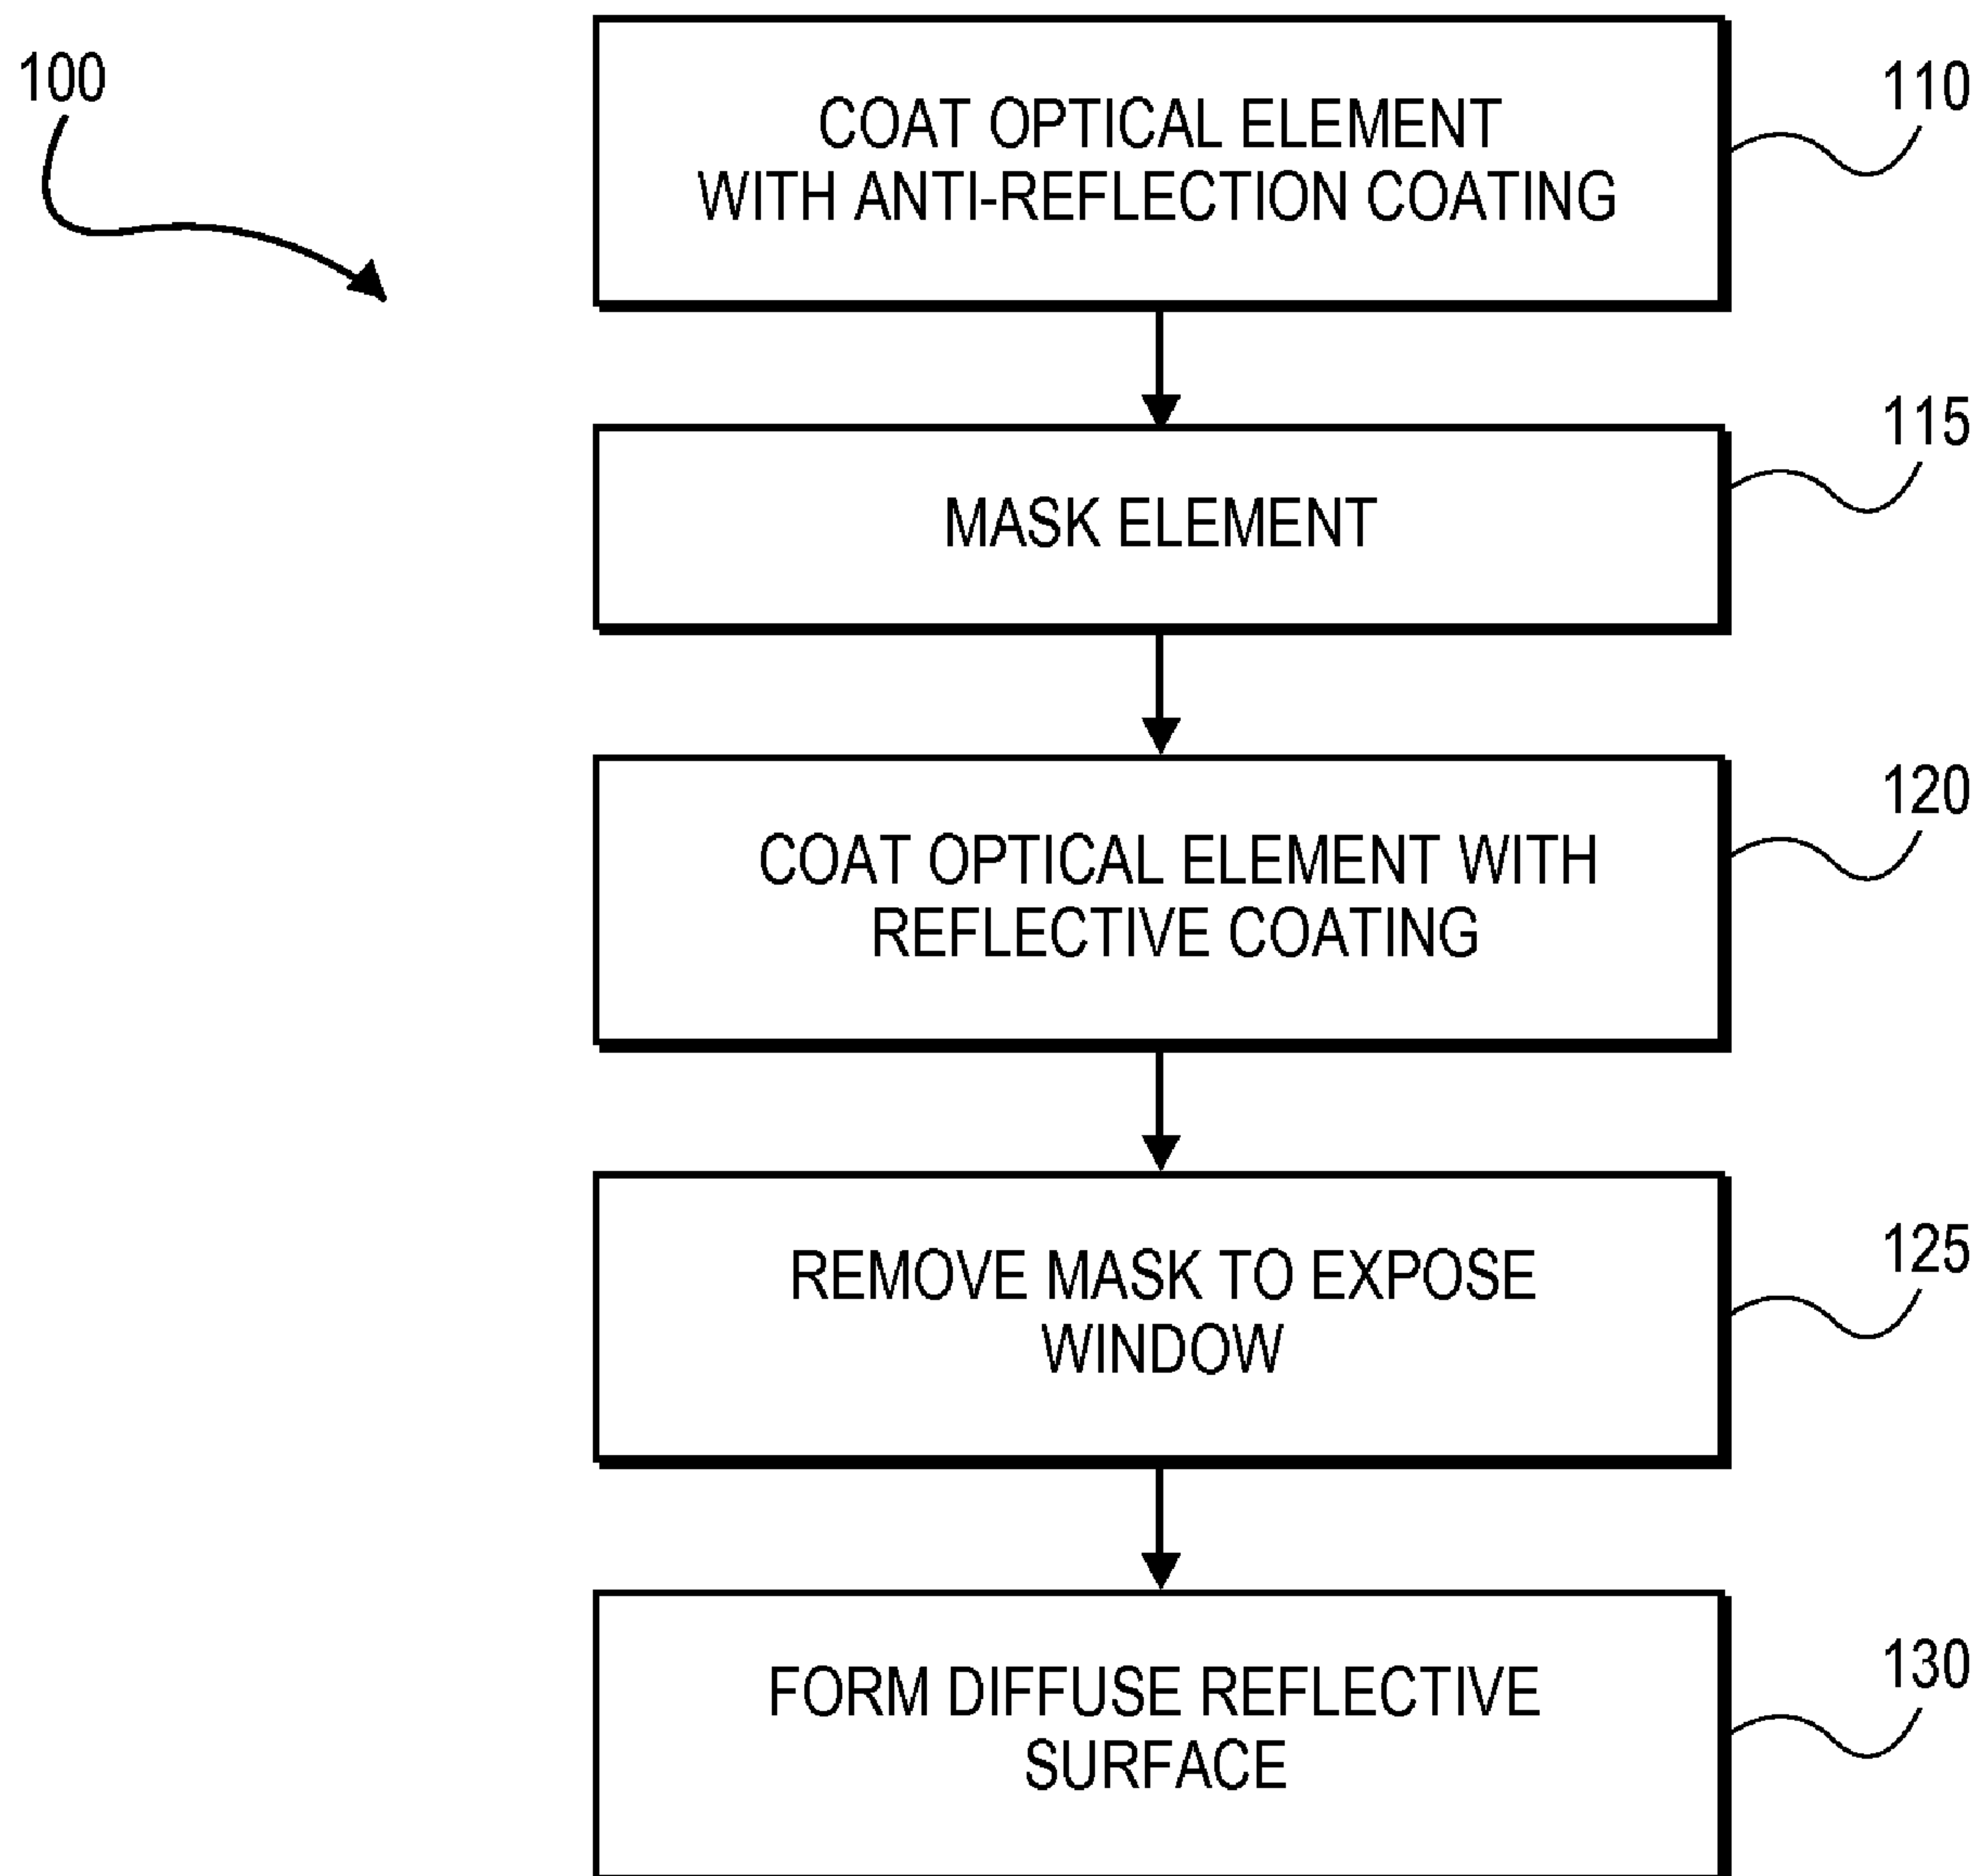 100
COAT OPTICAL ELEMENT
WITH ANTI-REFLECTION COATING
110
MASK ELEMENT
115
COAT OPTICAL ELEMENT WITH
REFLECTIVE COATING
120
REMOVE MASK TO EXPOSE
WINDOW
125
FORM DIFFUSE REFLECTIVE
SURFACE
130